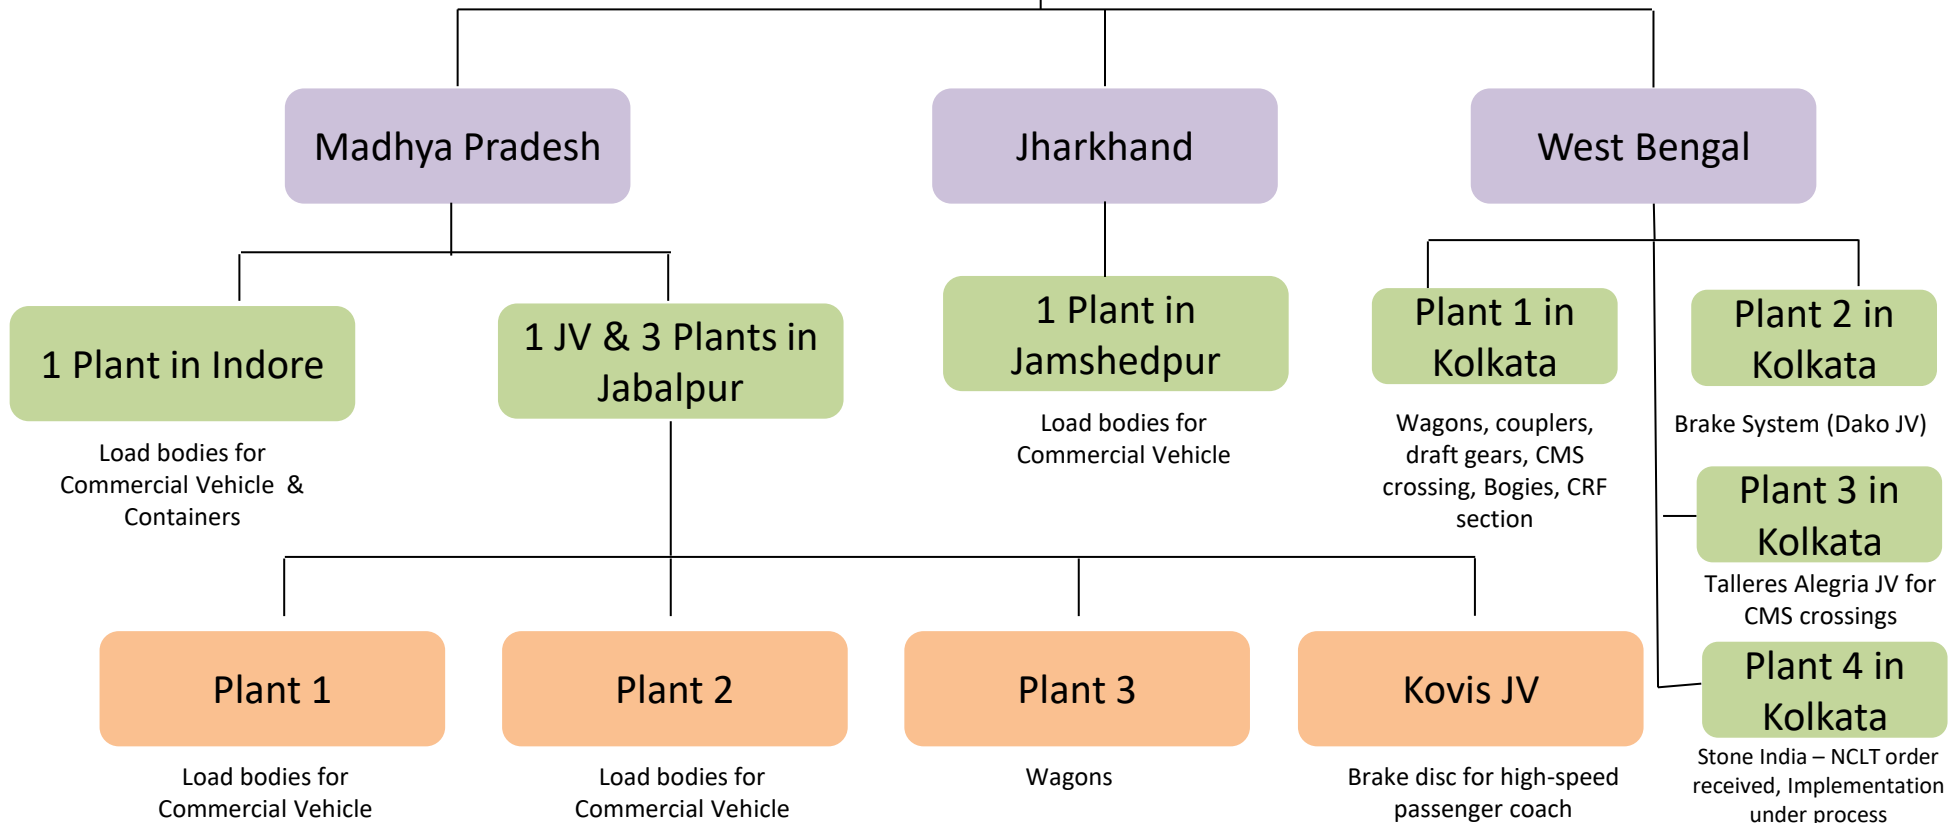 Madhya Pradesh
Jharkhand
West Bengal
1 Plant in Indore
Load bodies for
Commercial Vehicle &
Containers
1 JV & 3 Plants in
Jabalpur
1 Plant in
Jamshedpur
Load bodies for
Commercial Vehicle
Plant 1 in
Kolkata
Wagons, couplers,
draft gears, CMS
crossing, Bogies, CRF
section
Plant 2 in
Kolkata
Brake System (Dako JV)
Plant 3 in
Kolkata
Talleres Alegria JV for
CMS crossings
Plant 4 in
Kolkata
Stone India – NCLT order
received, Implementation
under process
Plant 1
Load bodies for
Commercial Vehicle
Plant 2
Load bodies for
Commercial Vehicle
Plant 3
Wagons
Kovis JV
Brake disc for high-speed
passenger coach